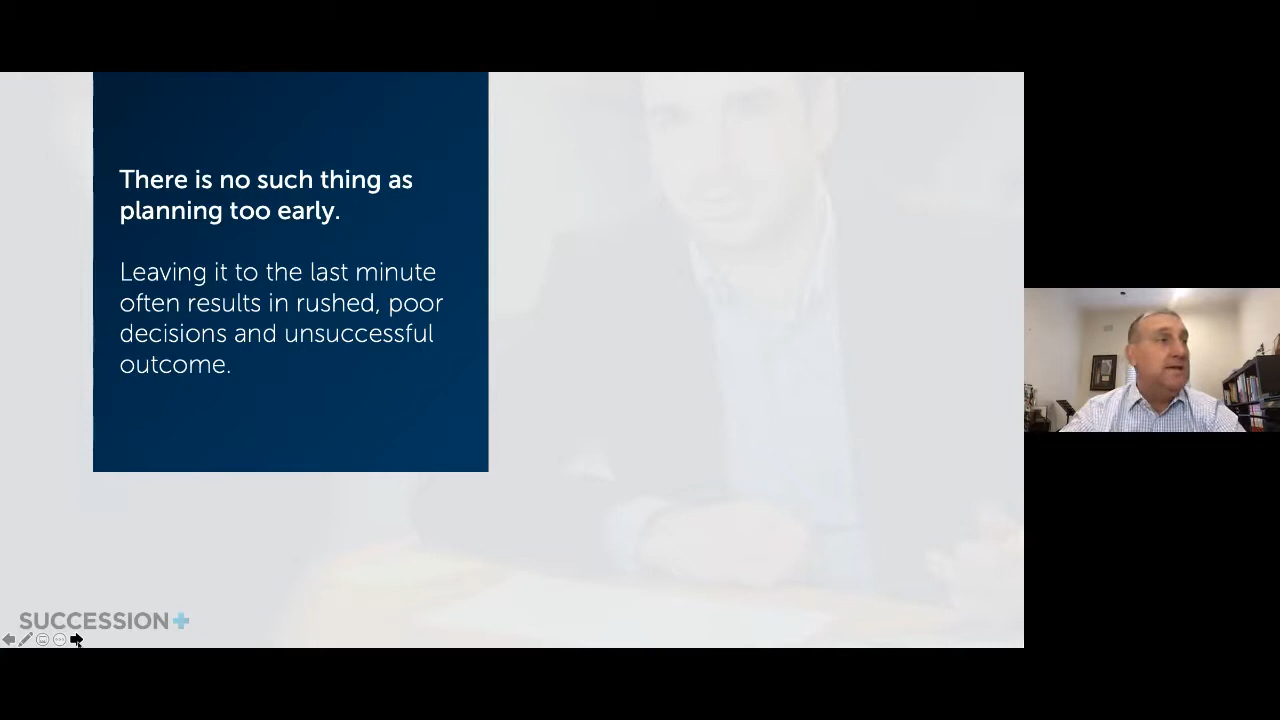 There is no such thing as
planning too early.
Leaving it to the last minute
often results in rushed, poor
decisions and unsuccessful
outcome.
SUCCESSION+